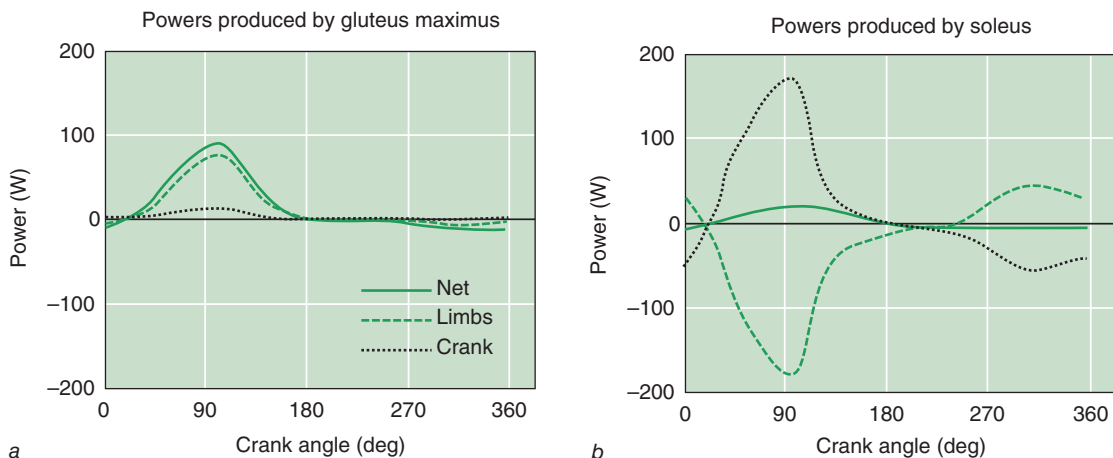 Powers produced by gluteus maximus
200
100
0
–100
–200
Power (W)
Net
Limbs
Crank
0 90 180 270 360
Crank angle (deg)
a
Powers produced by soleus
200
100
0
–100
–200
Power (W)
0 90 180 270 360
Crank angle (deg)
b